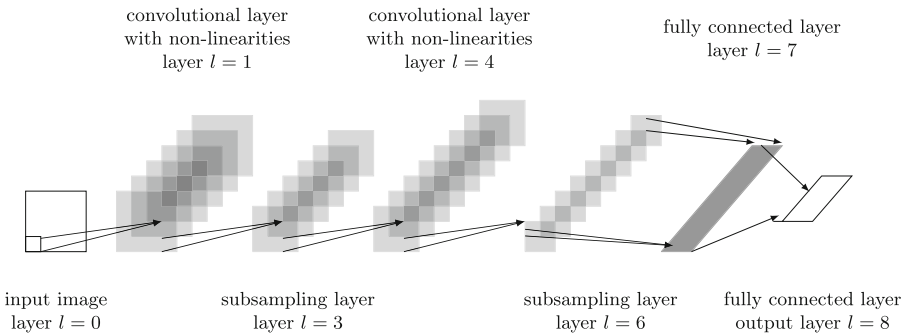 convolutional layer
with non-linearities
layer l = 1
convolutional layer
with non-linearities
layer l = 4
fully connected layer
layer l = 7
input image
layer l = 0
subsampling layer
layer l = 3
subsampling layer
layer l = 6
fully connected layer
output layer l = 8